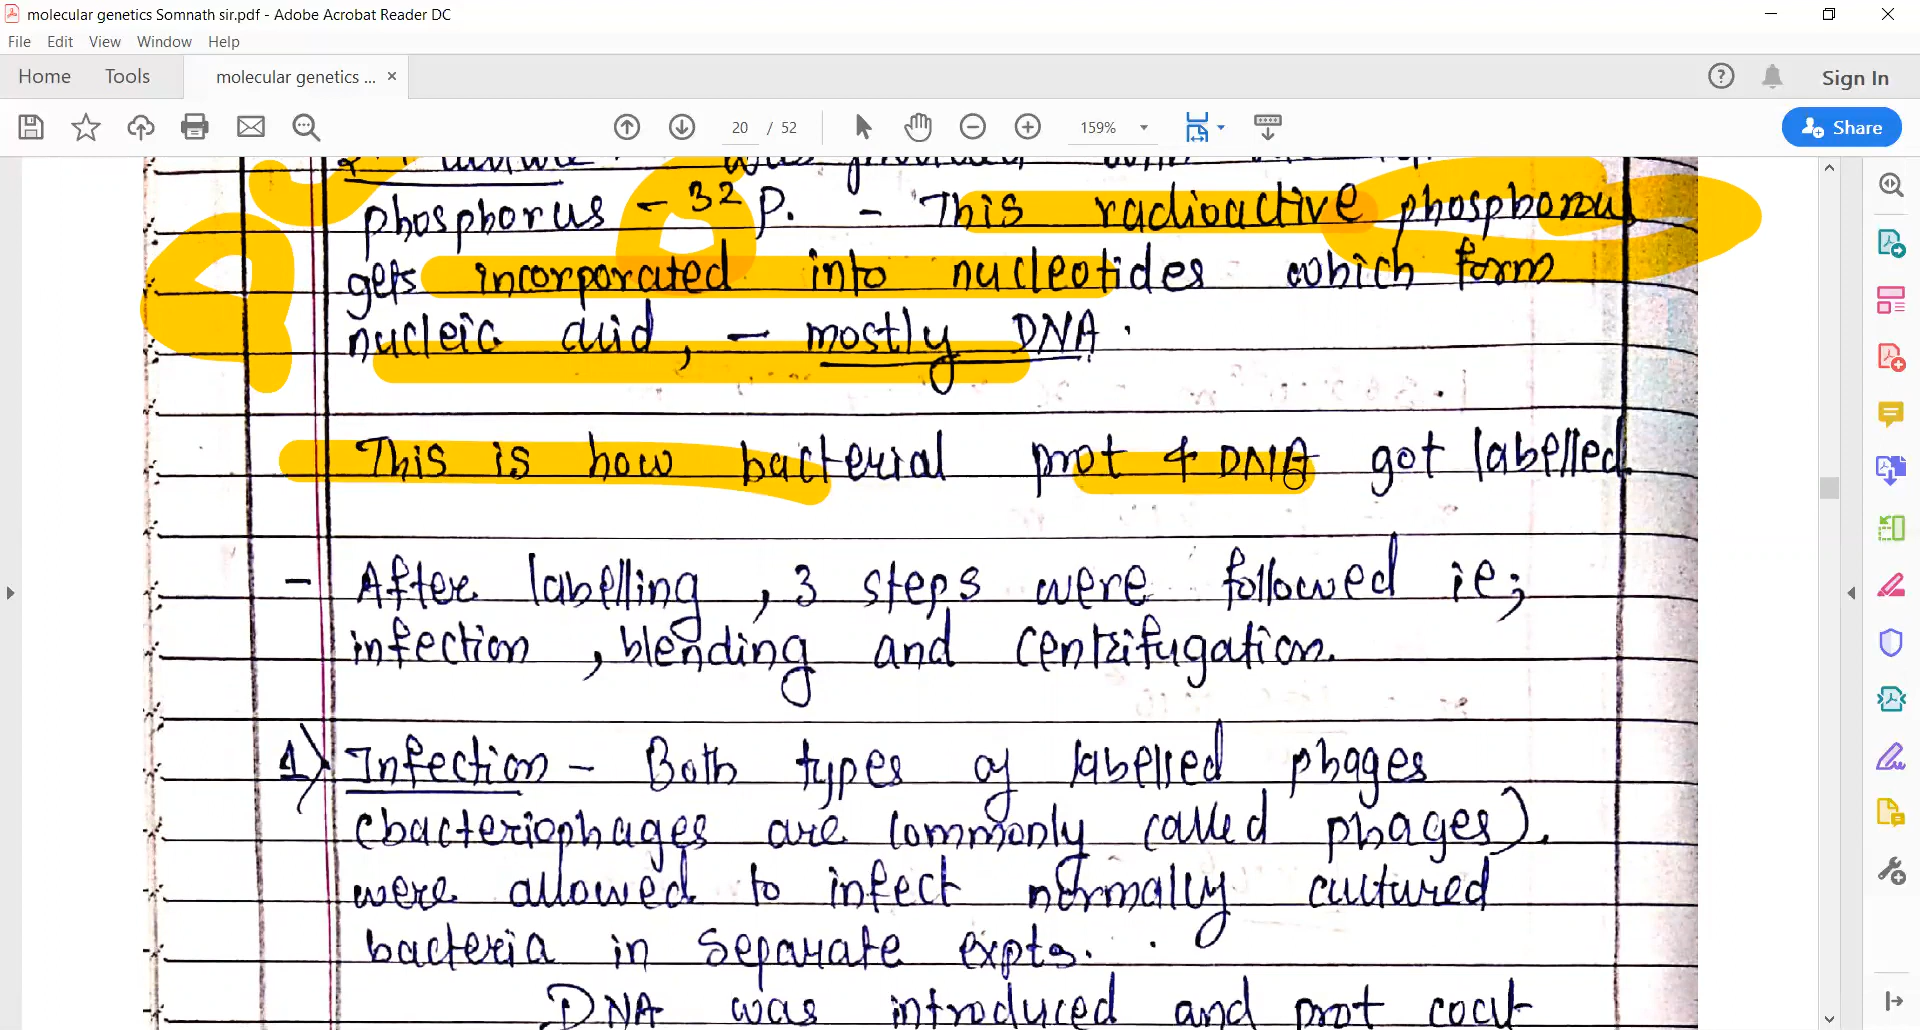 molecular genetics Somnath sir.pdf - Adobe Acrobat Reader DC
File Edit View Window Help
Home Tools molecular genetics ... ×
? Sign In
20 / 52 159% Share
phosphorus - 32 P. - This radioactive phosphorous
gets incorporated into nucleotides which form
nucleic acid, - mostly DNA.
This is how bacterial prot & DNA got labelled
- After labelling, 3 steps were followed ie;
infection, blending and centrifugation.
1) Infection - Both types of labelled phages
(bacteriophages are commonly called phages).
were allowed to infect normally cultured
bacteria in separate expts.
DNA was introduced and prot coat